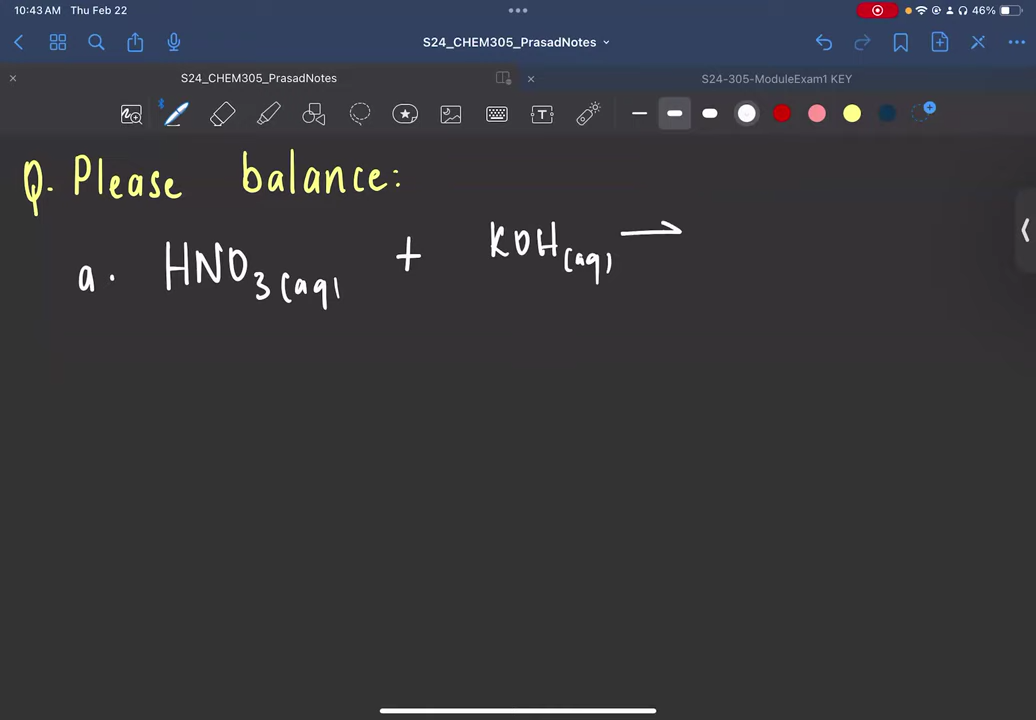 10:43 AM Thu Feb 22
46%
S24_CHEM305_PrasadNotes
S24_CHEM305_PrasadNotes
S24-305-ModuleExam1 KEY
Q. Please balance:
a. HNO3(aq) + KOH(aq) →